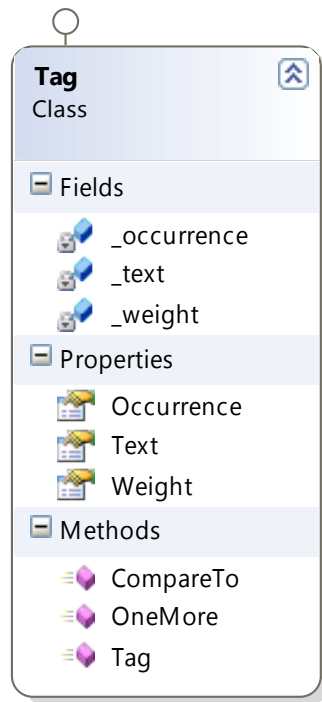 Tag
Class
Fields
_occurrence
_text
_weight
Properties
Occurrence
Text
Weight
Methods
CompareTo
OneMore
Tag